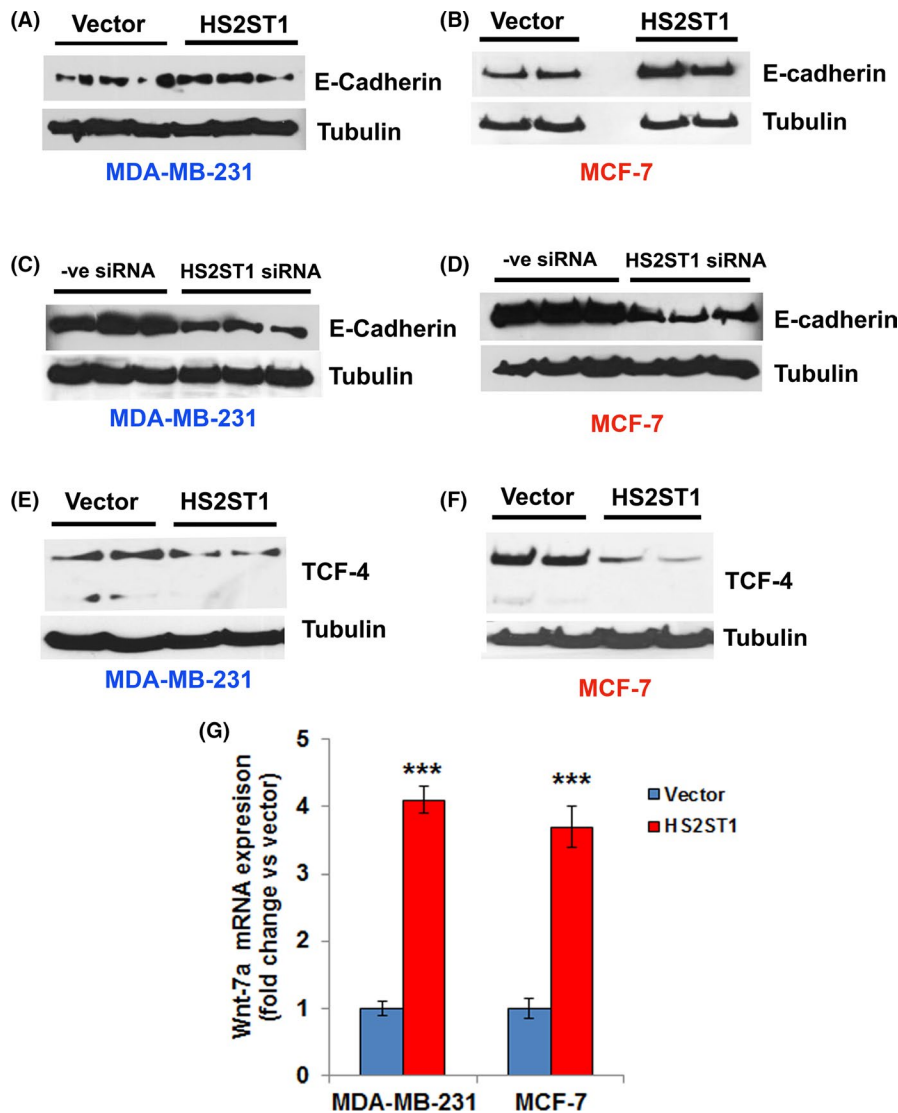 (A)
Vector HS2ST1
E-Cadherin
Tubulin
MDA-MB-231
(B)
Vector HS2ST1
E-cadherin
Tubulin
MCF-7
(C)
-ve siRNA HS2ST1 siRNA
E-Cadherin
Tubulin
MDA-MB-231
(D)
-ve siRNA HS2ST1 siRNA
E-cadherin
Tubulin
MCF-7
(E)
Vector HS2ST1
TCF-4
Tubulin
MDA-MB-231
(F)
Vector HS2ST1
TCF-4
Tubulin
MCF-7
(G)
Wnt-7a mRNA expresison
(fold change vs vector)
5
4
3
2
1
0
***
***
Vector
HS2ST1
MDA-MB-231 MCF-7